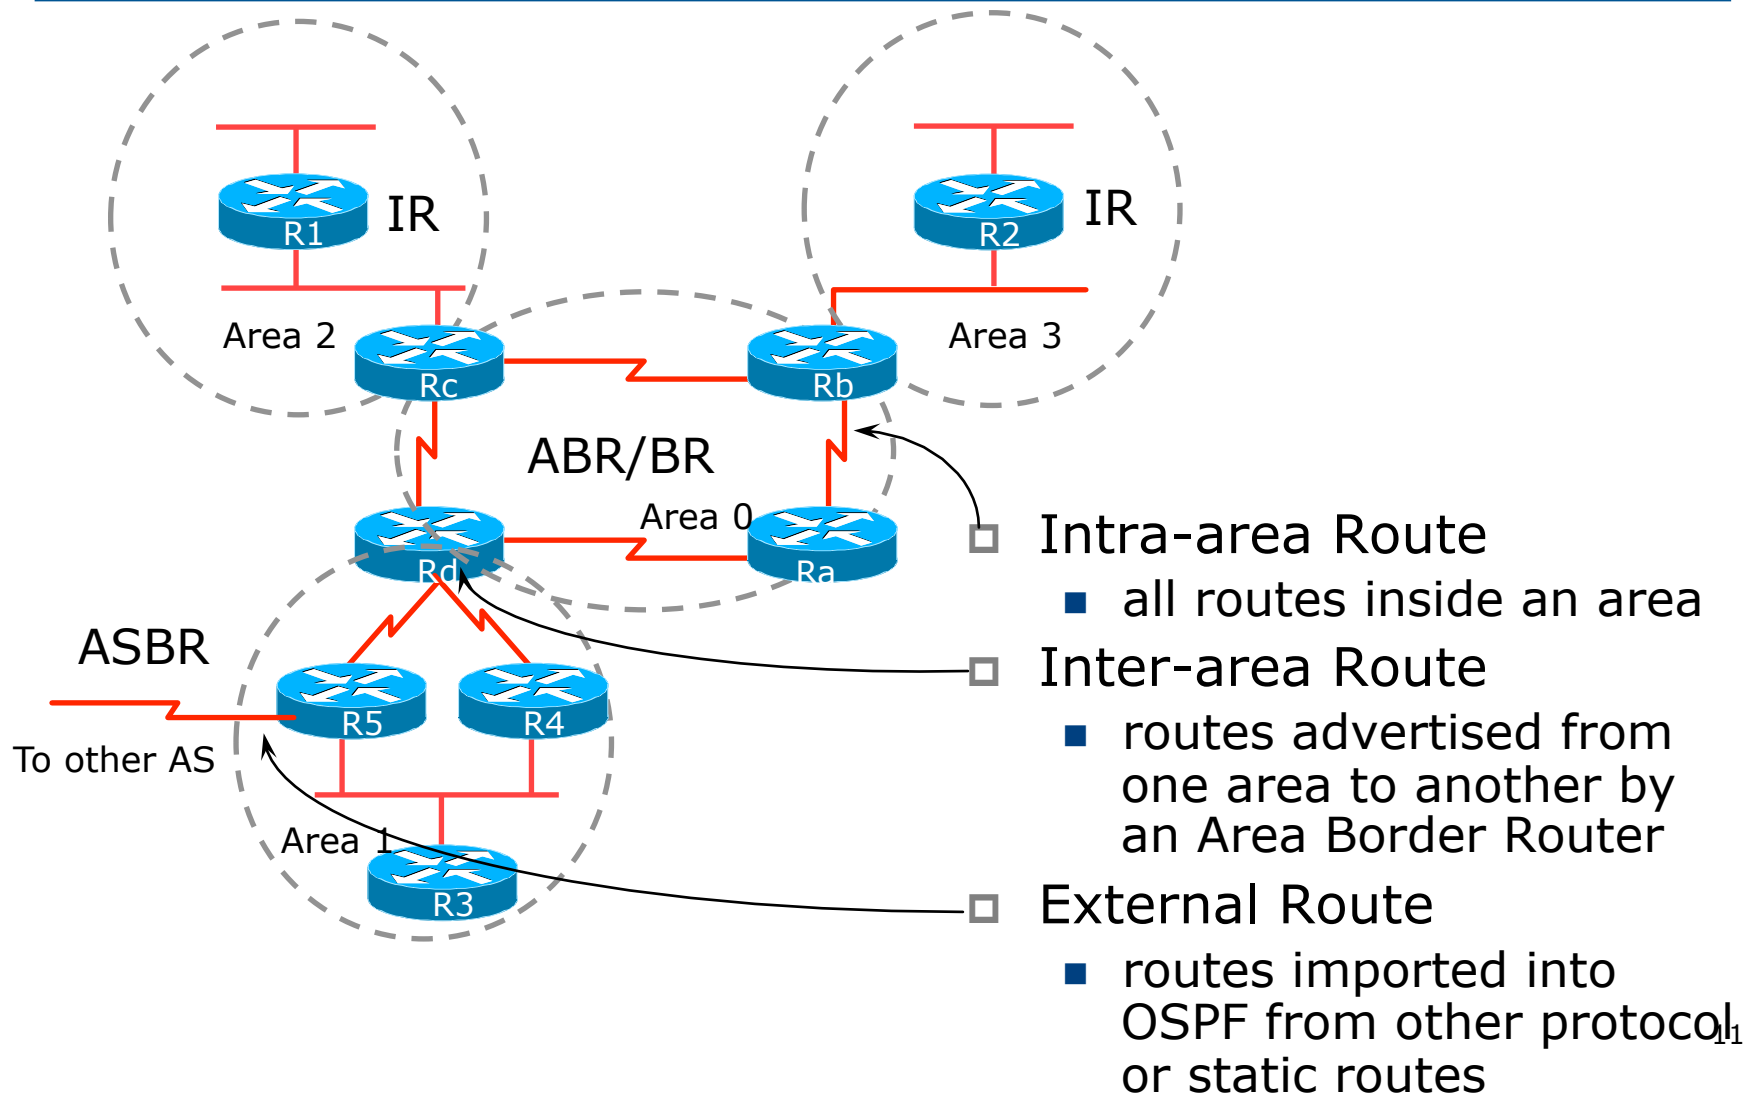 R1
IR
R2
IR
Area 2
Area 3
Rc
Rb
ABR/BR
Area 0
Rd
Ra
ASBR
R5
R4
To other AS
Area 1
R3
Intra-area Route
all routes inside an area
Inter-area Route
routes advertised from
one area to another by
an Area Border Router
External Route
routes imported into
OSPF from other protocol
or static routes
11